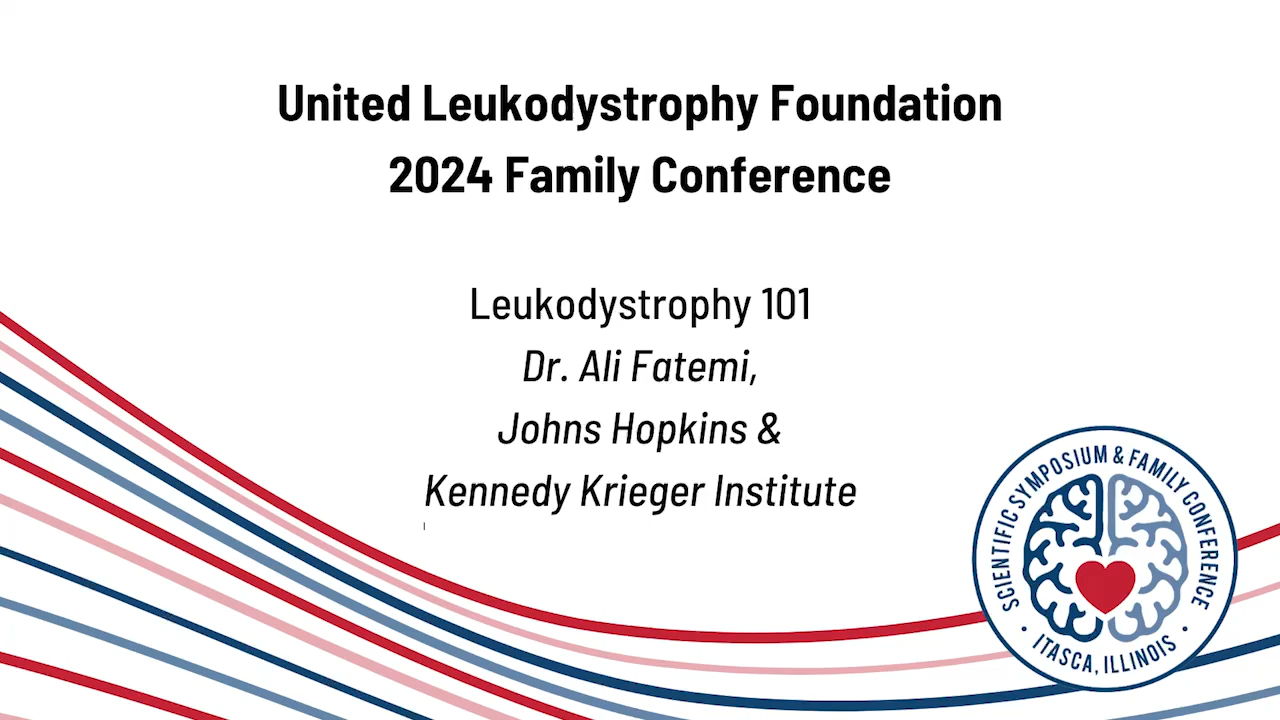 United Leukodystrophy Foundation
2024 Family Conference
Leukodystrophy 101
Dr. Ali Fatemi,
Johns Hopkins &
Kennedy Krieger Institute
SCIENTIFIC SYMPOSIUM & FAMILY CONFERENCE
• ITASCA, ILLINOIS •